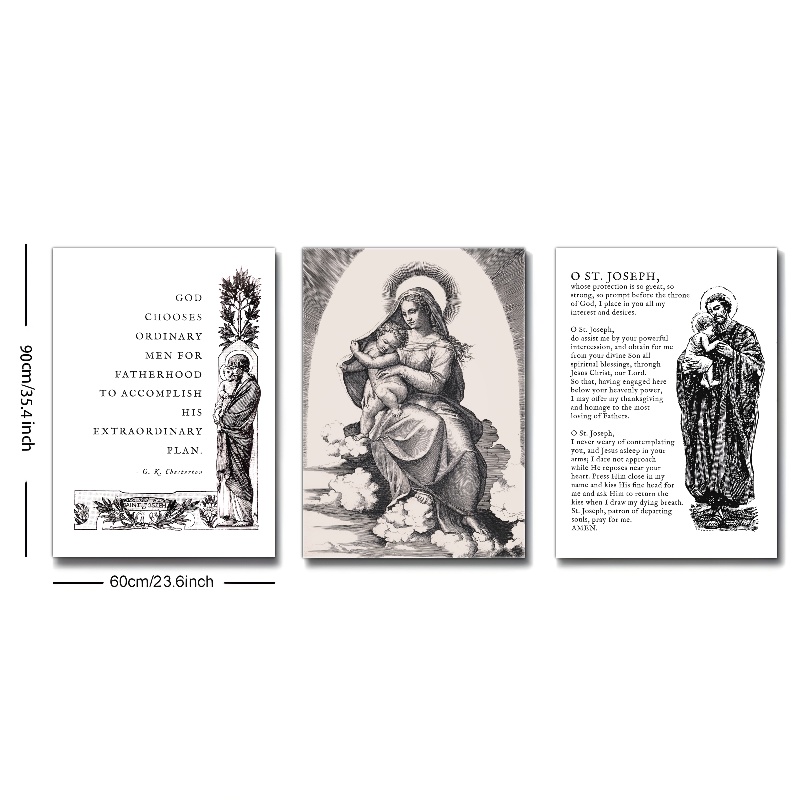 90cm/35.4 inch
GOD
CHOOSES
ORDINARY
MEN FOR
FATHERHOOD
TO ACCOMPLISH
HIS
EXTRAORDINARY
PLAN.
G. K. Chesterton
SAINT JOSEPH
60cm/23.6inch
O ST. JOSEPH,
whose protection is so great, so
strong, so prompt before the throne
of God, I place in you all my
interest and desires.
O St. Joseph,
do assist me by your powerful
intercession, and obtain for me
from your divine Son all
spiritual blessings, through
Jesus Christ, our Lord.
So that, having engaged here
below your heavenly power,
I may offer my thanksgiving
and homage to the most
loving of Fathers.
O St. Joseph,
I never weary of contemplating
you, and Jesus asleep in your
arms; I dare not approach
while He reposes near your
heart. Press Him close in my
name and kiss His fine head for
me and ask Him to return the
kiss when I draw my dying breath.
St. Joseph, patron of departing
souls, pray for me.
AMEN.